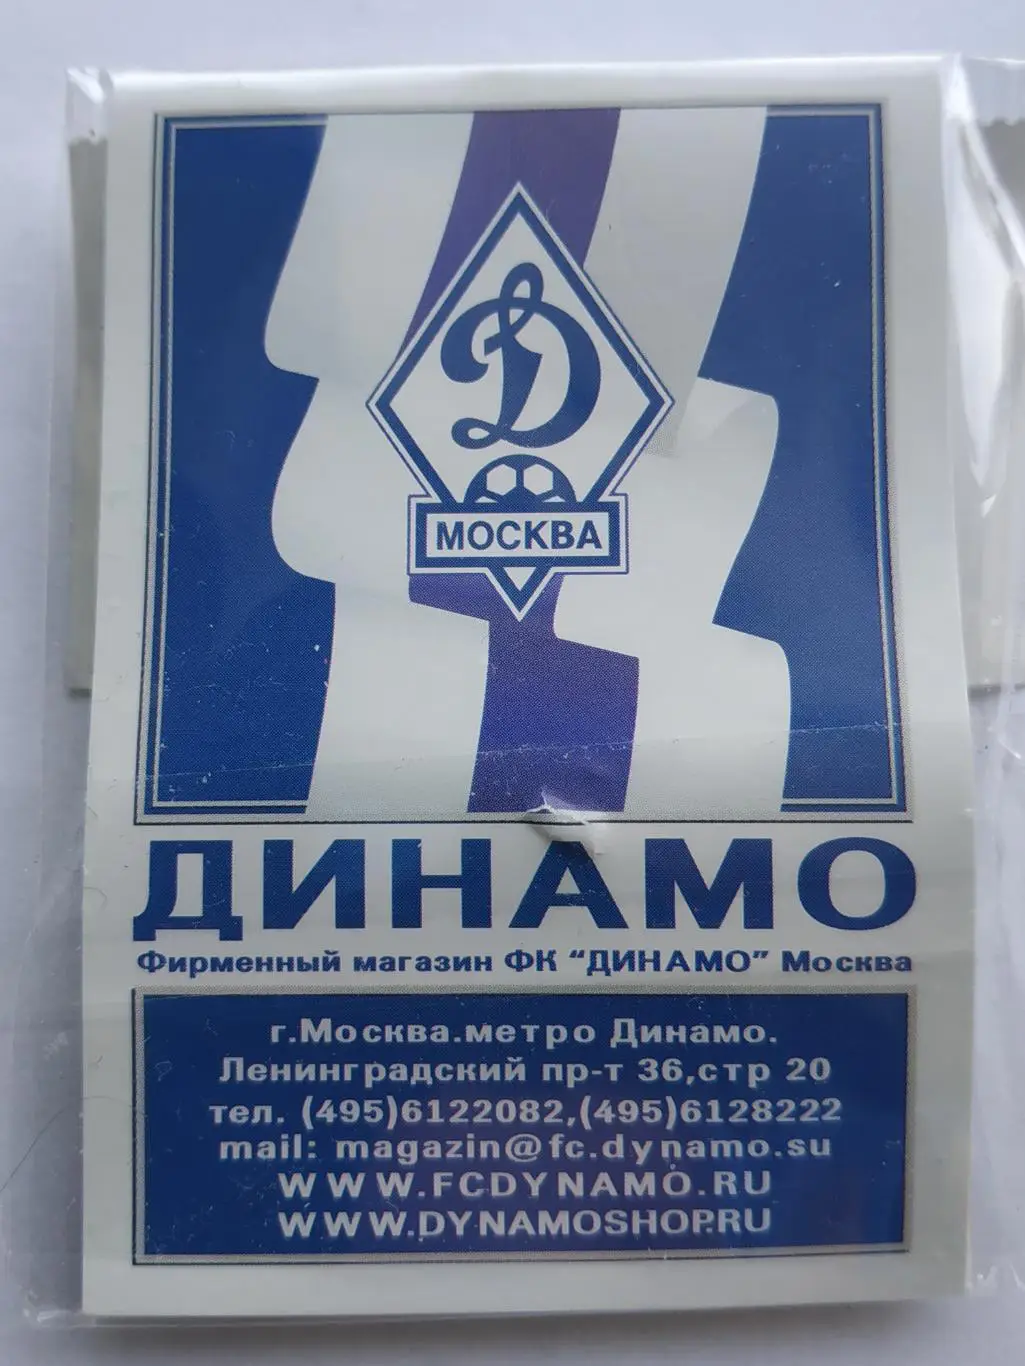 Д
МОСКВА
ДИНАМО
Фирменный магазин ФК "ДИНАМО" Москва
г.Москва.метро Динамо.
Ленинградский пр-т 36,стр 20
тел. (495)6122082,(495)6128222
mail: magazin@fc.dynamo.su
WWW.FCDYNAMO.RU
WWW.DYNAMOSHOP.RU